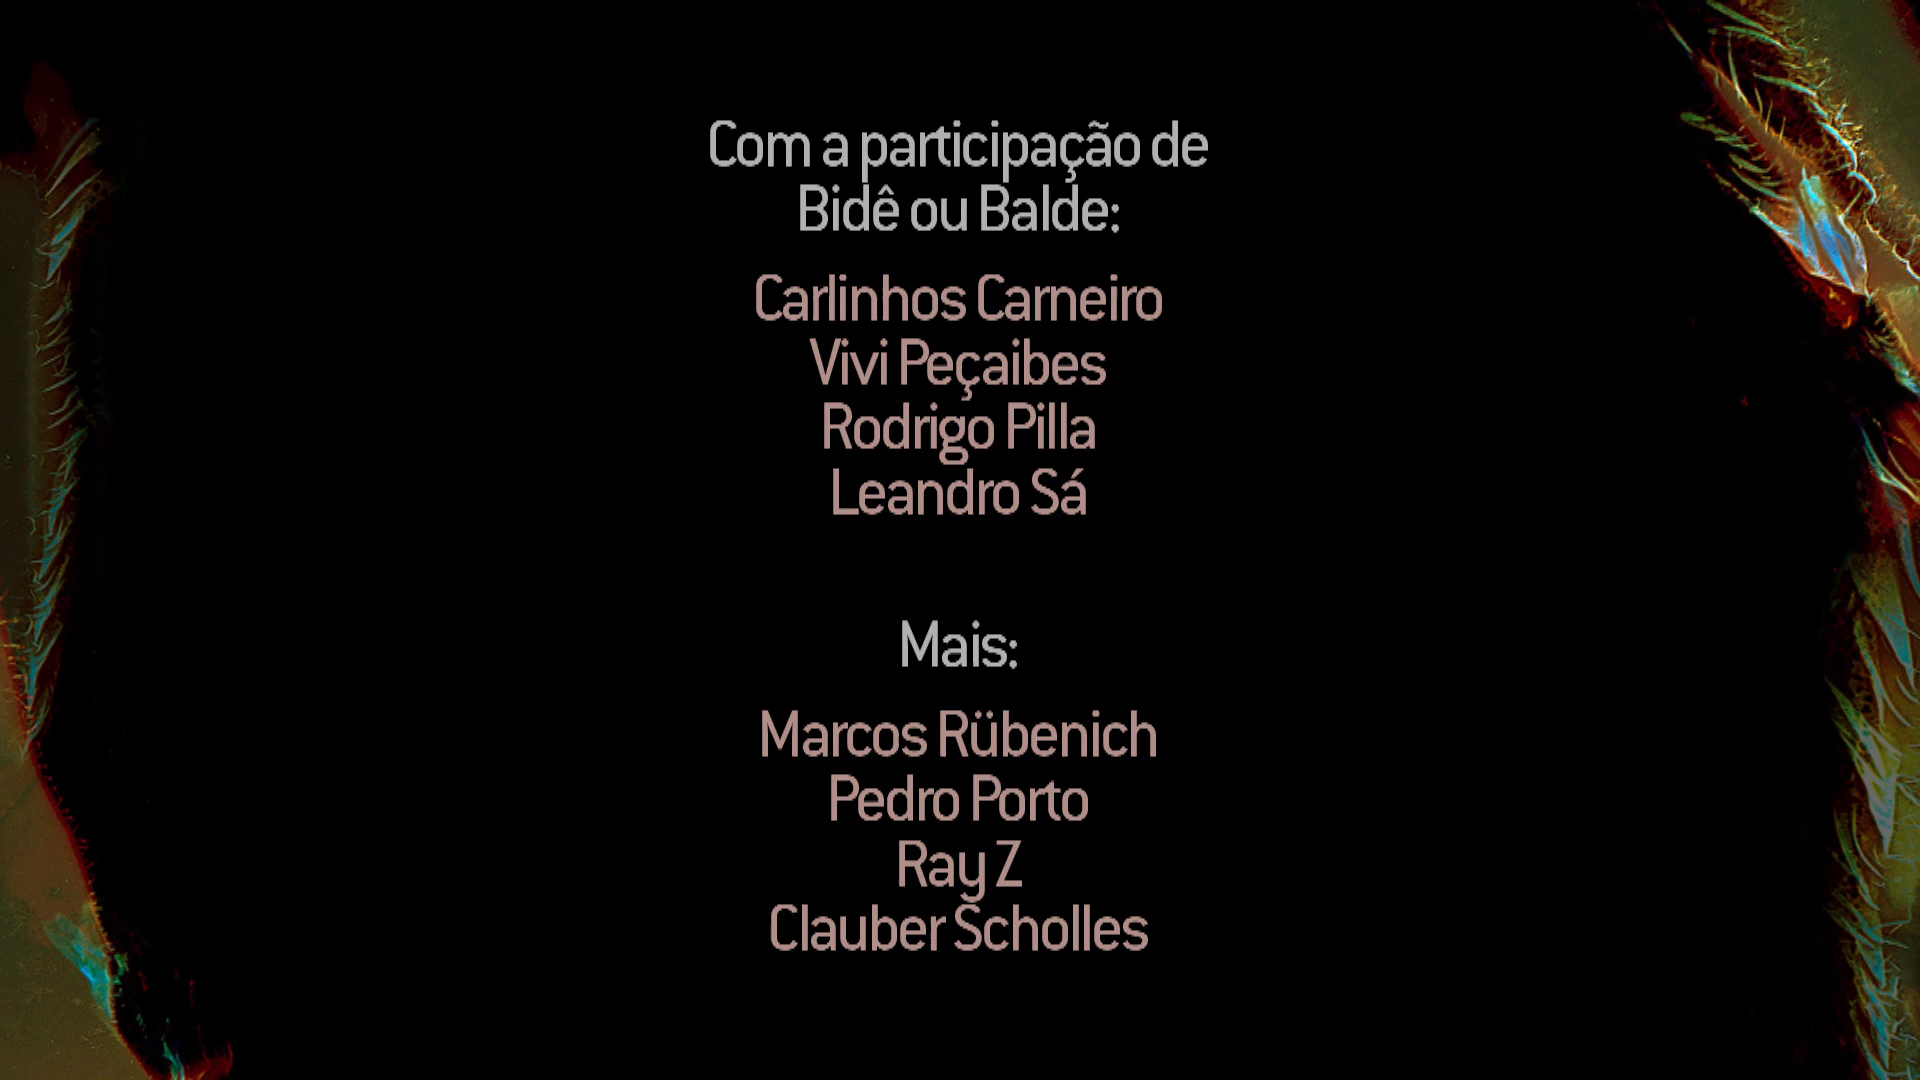 Com a participação de
Bidê ou Balde:
Carlinhos Carneiro
Vivi Peçaibes
Rodrigo Pilla
Leandro Sá
Mais:
Marcos Rübenich
Pedro Porto
Ray Z
Clauber Scholles